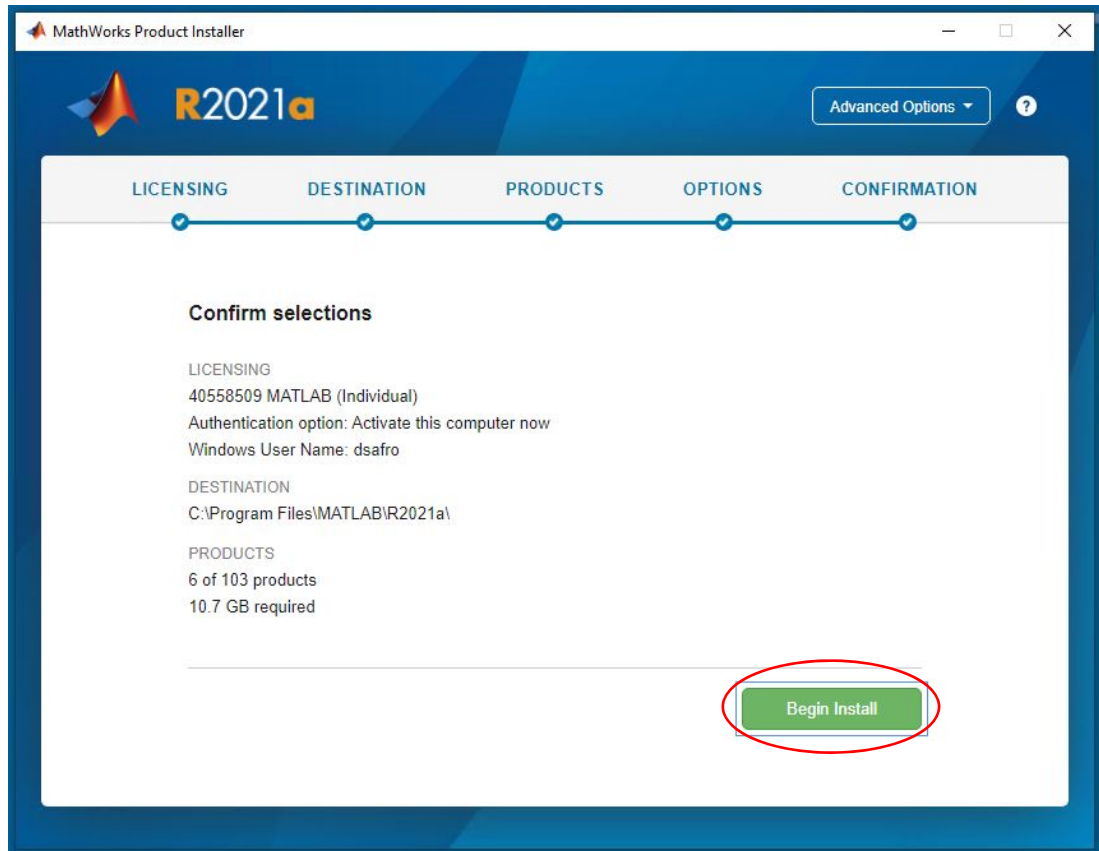 MathWorks Product Installer
R2021a
Advanced Options
?
LICENSING DESTINATION PRODUCTS OPTIONS CONFIRMATION
Confirm selections
LICENSING
40558509 MATLAB (Individual)
Authentication option: Activate this computer now
Windows User Name: dsafro
DESTINATION
C:\Program Files\MATLAB\R2021a\
PRODUCTS
6 of 103 products
10.7 GB required
Begin Install